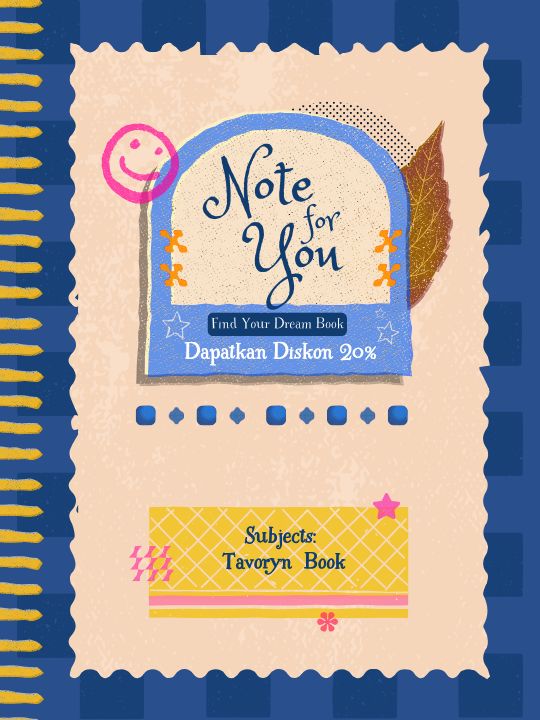 Note
for
You
Find Your Dream Book
Dapatkan Diskon 20%
Subjects:
Tavoryn Book